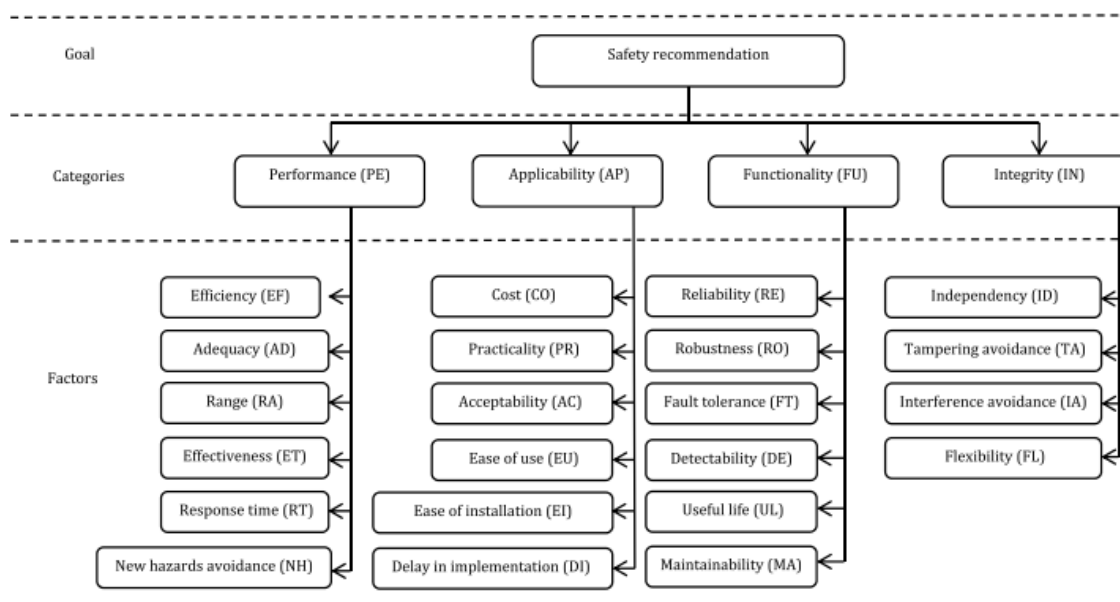 Goal
Safety recommendation
Categories
Performance (PE)
Applicability (AP)
Functionality (FU)
Integrity (IN)
Factors
Efficiency (EF)
Adequacy (AD)
Range (RA)
Effectiveness (ET)
Response time (RT)
New hazards avoidance (NH)
Cost (CO)
Practicality (PR)
Acceptability (AC)
Ease of use (EU)
Ease of installation (EI)
Delay in implementation (DI)
Reliability (RE)
Robustness (RO)
Fault tolerance (FT)
Detectability (DE)
Useful life (UL)
Maintainability (MA)
Independency (ID)
Tampering avoidance (TA)
Interference avoidance (IA)
Flexibility (FL)